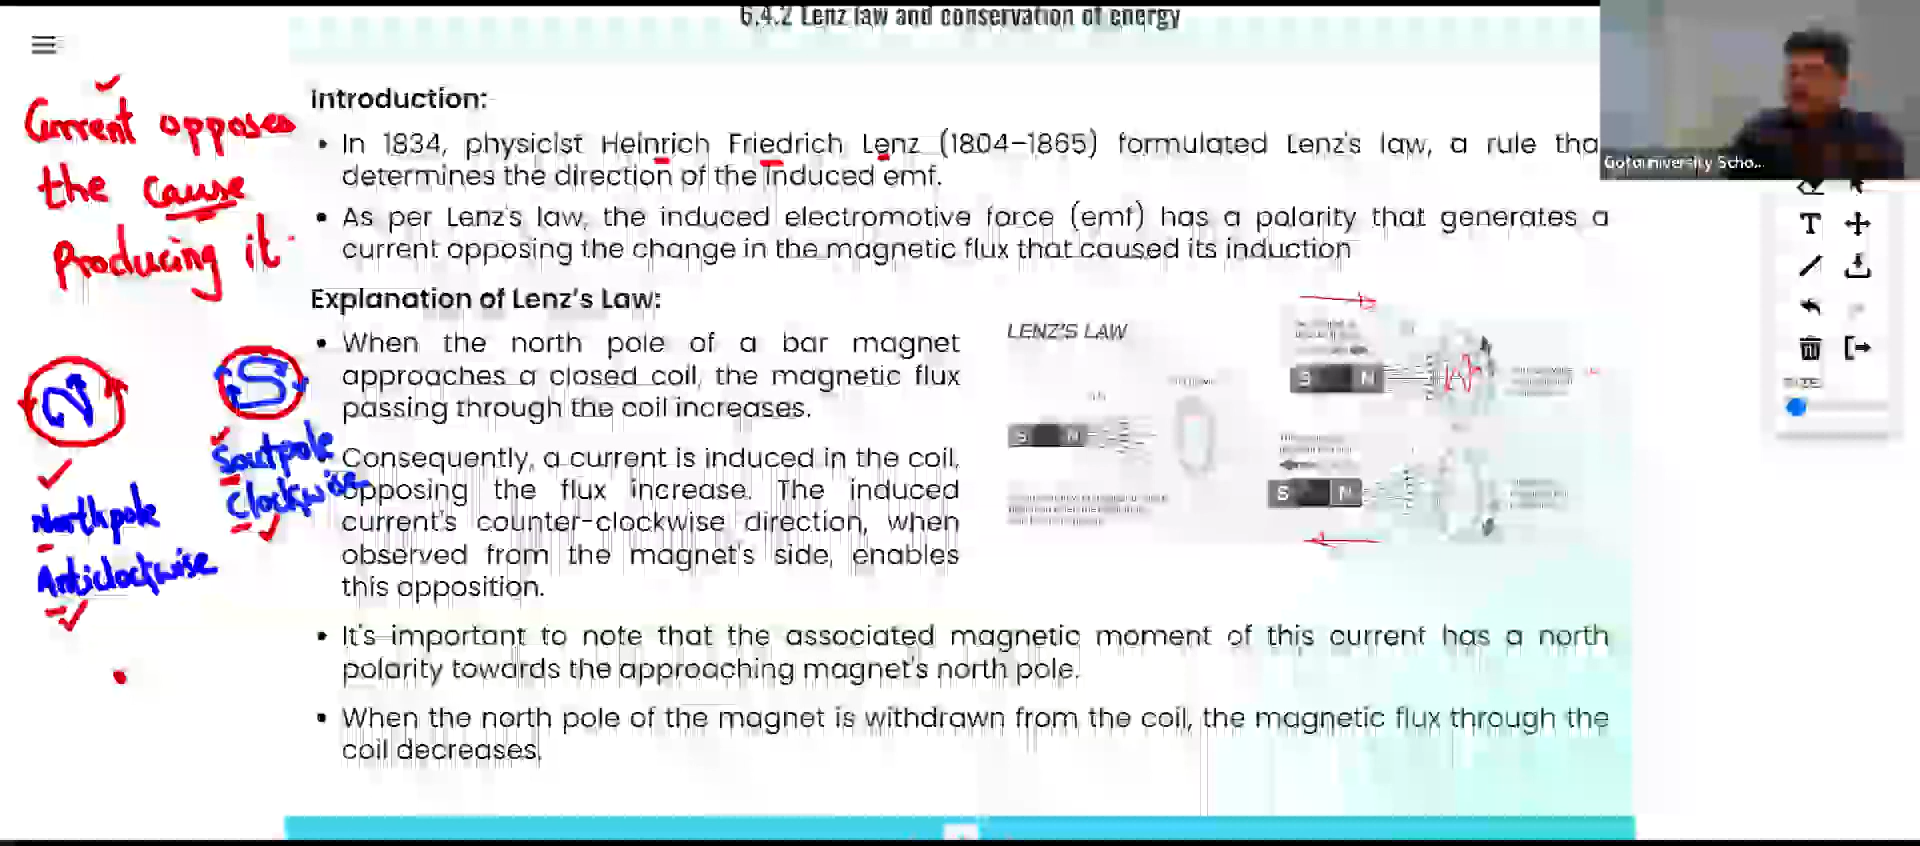 6.4.2 Lenz law and conservation of energy
Introduction:
• In 1834, physicist Heinrich Friedrich Lenz (1804–1865) formulated Lenz's law, a rule tha
determines the direction of the induced emf.
• As per Lenz's law, the induced electromotive force (emf) has a polarity that generates a
current opposing the change in the magnetic flux that caused its induction
Explanation of Lenz's Law:
• When the north pole of a bar magnet
approaches a closed coil, the magnetic flux
passing through the coil increases.
Consequently, a current is induced in the coil,
opposing the flux increase. The induced
current's counter-clockwise direction, when
observed from the magnet's side, enables
this opposition.
• It's important to note that the associated magnetic moment of this current has a north
polarity towards the approaching magnet's north pole.
• When the north pole of the magnet is withdrawn from the coil, the magnetic flux through the
coil decreases.
Current opposes
the cause
Producing it
N
S
Northpole
Anticlockwise
Soutpole
Clockwise
LENZ'S LAW
S N
S N
S N
T